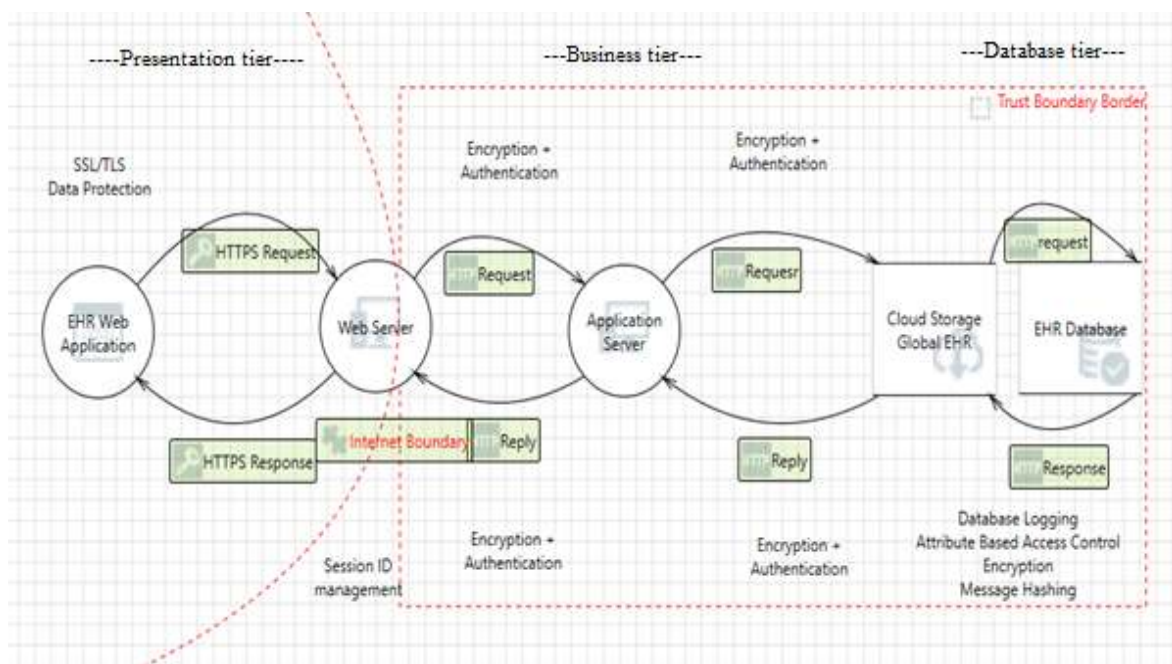 ----Presentation tier----
---Business tier---
---Database tier---
Trust Boundary Border
SSL/TLS
Data Protection
Encryption +
Authentication
Encryption +
Authentication
HTTPS Request
Request
Requesr
request
EHR Web
Application
Web Server
Application
Server
Cloud Storage
Global EHR
EHR Database
HTTPS Response
Internet Boundary
Reply
Reply
Response
Session ID
management
Encryption +
Authentication
Encryption +
Authentication
Database Logging
Attribute Based Access Control
Encryption
Message Hashing